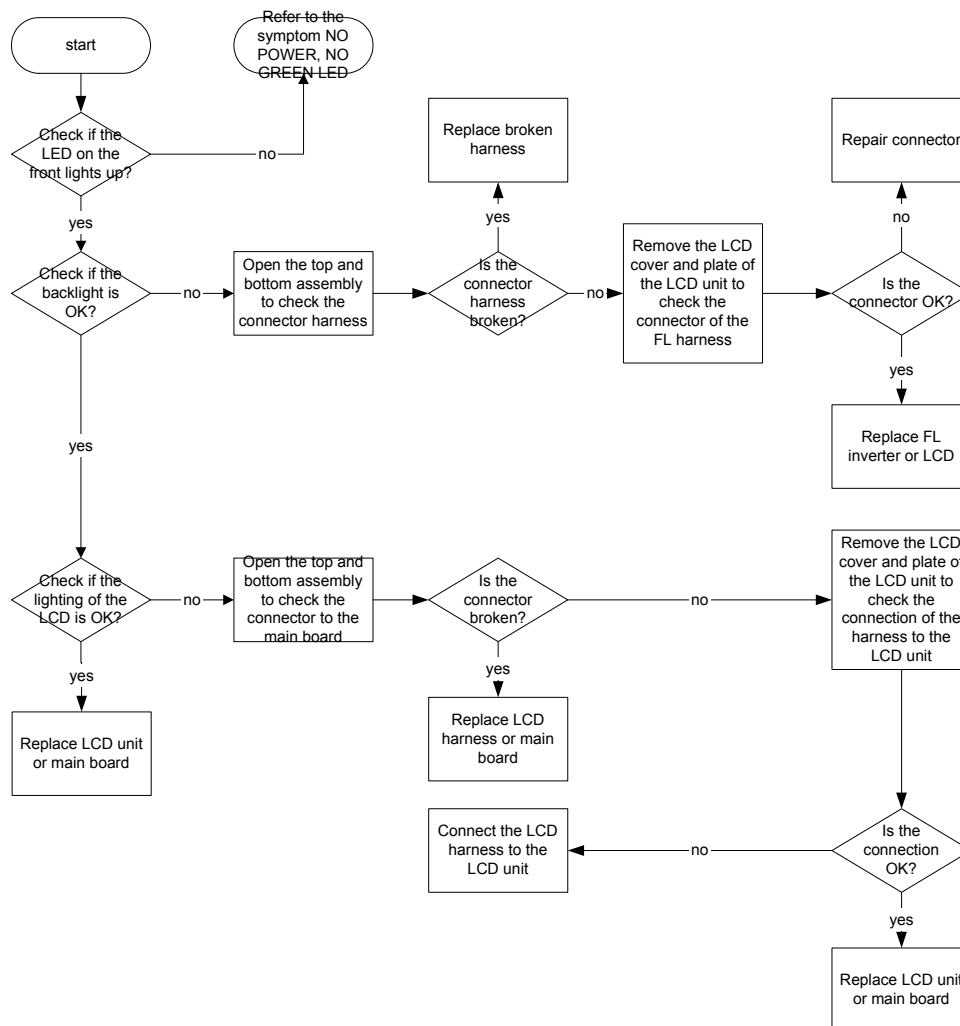 start
Refer to the
symptom NO
POWER, NO
GREEN LED
Check if the
LED on the
front lights up?
no
yes
Replace broken
harness
Repair connector
yes
no
Check if the
backlight is
OK?
no
Open the top and
bottom assembly
to check the
connector harness
Is the
connector
harness
broken?
no
Remove the LCD
cover and plate of
the LCD unit to
check the
connector of the
FL harness
Is the
connector OK?
yes
Replace FL
inverter or LCD
yes
Check if the
lighting of the
LCD is OK?
no
Open the top and
bottom assembly
to check the
connector to the
main board
Is the
connector
broken?
no
Remove the LCD
cover and plate of
the LCD unit to
check the
connection of the
harness to the
LCD unit
yes
Replace LCD unit
or main board
yes
Replace LCD
harness or main
board
Connect the LCD
harness to the
LCD unit
no
Is the
connection
OK?
yes
Replace LCD unit
or main board